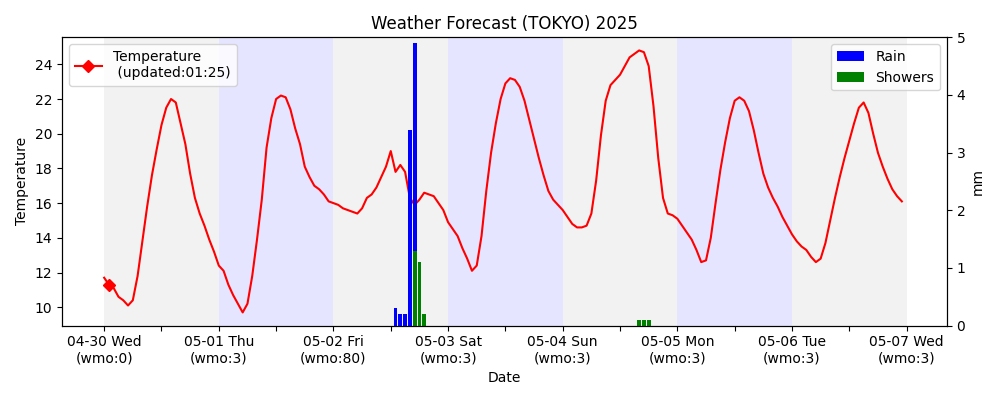 Weather Forecast (TOKYO) 2025
Temperature
(updated:01:25)
Rain
Showers
24
22
20
18
16
14
12
10
Temperature
5
4
3
2
1
0
mm
04-30 Wed
(wmo:0)
05-01 Thu
(wmo:3)
05-02 Fri
(wmo:80)
05-03 Sat
(wmo:3)
05-04 Sun
(wmo:3)
05-05 Mon
(wmo:3)
05-06 Tue
(wmo:3)
05-07 Wed
(wmo:3)
Date